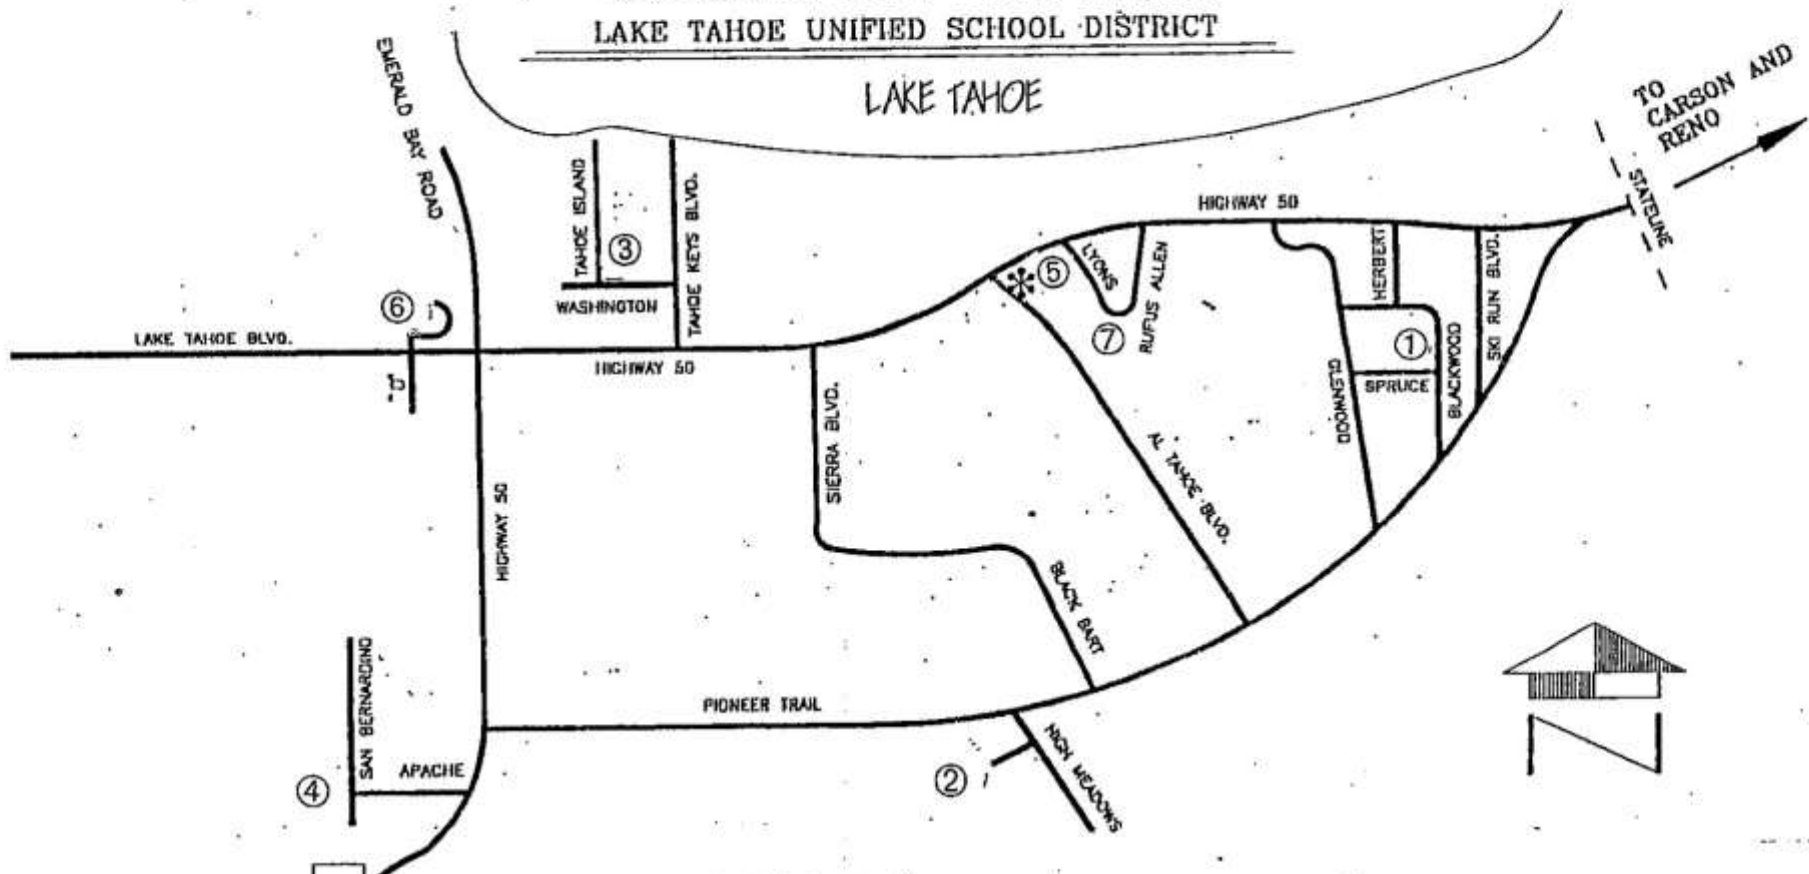 LAKE TAHOE UNIFIED SCHOOL DISTRICT
LAKE TAHOE
TO
CARSON AND
RENO
STATELINE
EMERALD BAY ROAD
TAHOE ISLAND
③
TAHOE KEYS BLVD.
WASHINGTON
⑥
LAKE TAHOE BLVD.
HIGHWAY 50
"D"
HIGHWAY 50
SIERRA BLVD.
HIGHWAY 50
⑤
LYONS
RUFUS ALLEN
⑦
HERBERT
SKI RUN BLVD.
①
SPRUCE
BLACKWOOD
GLENWOOD
AL TAHOE BLVD.
BLACK BART
PIONEER TRAIL
SAN BERNARDINO
APACHE
④
②
HIGH MEADOWS